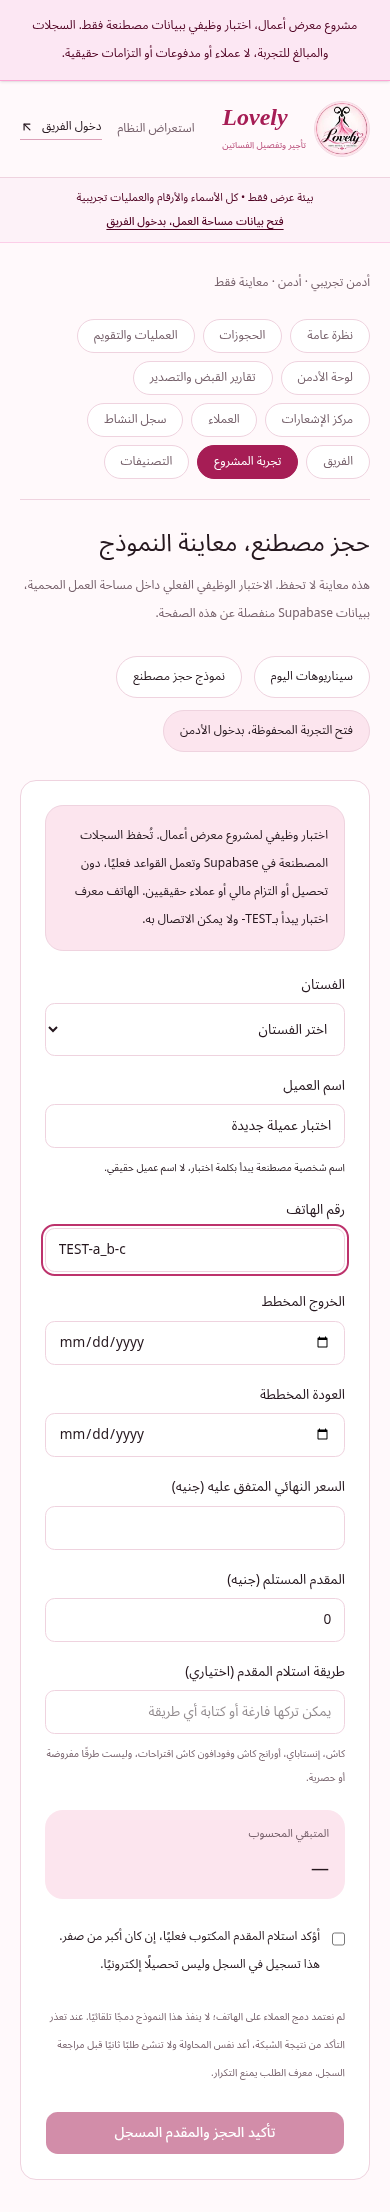 مشروع معرض أعمال، اختبار وظيفي ببيانات مصطنعة فقط. السجلات
والمبالغ للتجربة، لا عملاء أو مدفوعات أو التزامات حقيقية.
Lovely
Lovely
تأجير وتفصيل الفساتين
استعراض النظام
دخول الفريق
بيئة عرض فقط • كل الأسماء والأرقام والعمليات تجريبية
فتح بيانات مساحة العمل، بدخول الفريق
أدمن تجريبي · أدمن · معاينة فقط
نظرة عامة
الحجوزات
العمليات والتقويم
لوحة الأدمن
تقارير القبض والتصدير
مركز الإشعارات
العملاء
سجل النشاط
الفريق
تجربة المشروع
التصنيفات
حجز مصطنع، معاينة النموذج
هذه معاينة لا تحفظ. الاختبار الوظيفي الفعلي داخل مساحة العمل المحمية،
ببيانات Supabase منفصلة عن هذه الصفحة.
سيناريوهات اليوم
نموذج حجز مصطنع
فتح التجربة المحفوظة، بدخول الأدمن
اختبار وظيفي لمشروع معرض أعمال. تُحفظ السجلات
المصطنعة في Supabase وتعمل القواعد فعليًا، دون
تحصيل أو التزام مالي أو عملاء حقيقيين. الهاتف معرف
اختبار يبدأ بـTEST- ولا يمكن الاتصال به.
الفستان
اختر الفستان
اسم العميل
اختبار عميلة جديدة
اسم شخصية مصطنعة يبدأ بكلمة اختبار، لا اسم عميل حقيقي.
رقم الهاتف
TEST-a_b-c
الخروج المخطط
mm/dd/yyyy
العودة المخططة
mm/dd/yyyy
السعر النهائي المتفق عليه (جنيه)
المقدم المستلم (جنيه)
0
طريقة استلام المقدم (اختياري)
يمكن تركها فارغة أو كتابة أي طريقة
كاش، إنستاباي، أورانج كاش وفودافون كاش اقتراحات، وليست طرقًا مفروضة
أو حصرية.
المتبقي المحسوب
—
أؤكد استلام المقدم المكتوب فعليًا، إن كان أكبر من صفر.
هذا تسجيل في السجل وليس تحصيلًا إلكترونيًا.
لم نعتمد دمج العملاء على الهاتف؛ لا ينفذ هذا النموذج دمجًا تلقائيًا. عند تعذر
التأكد من نتيجة الشبكة، أعد نفس المحاولة ولا تنشئ طلبًا ثانيًا قبل مراجعة
السجل. معرف الطلب يمنع التكرار.
تأكيد الحجز والمقدم المسجل